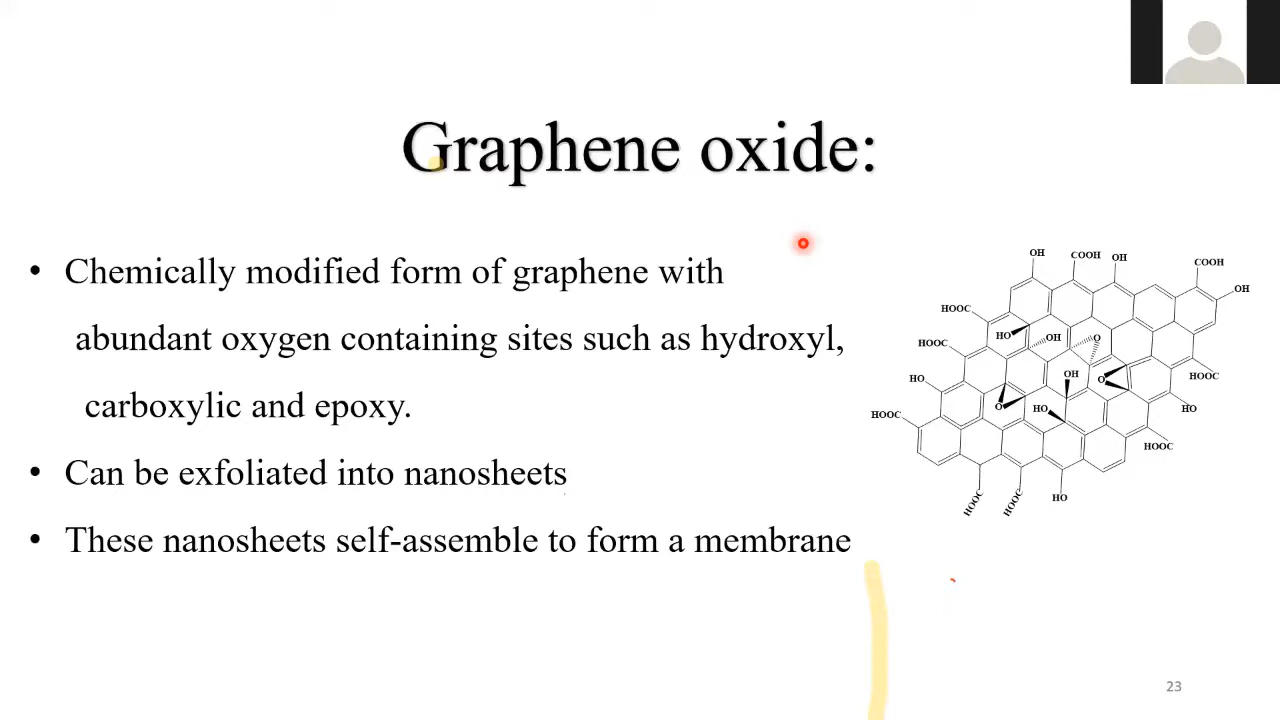 Graphene oxide:
• Chemically modified form of graphene with
abundant oxygen containing sites such as hydroxyl,
carboxylic and epoxy.
• Can be exfoliated into nanosheets
• These nanosheets self-assemble to form a membrane
OH
COOH
OH
COOH
OH
HOOC
HO
OH
O
HOOC
HO
OH
O
HOOC
HOOC
O
HO
HO
HOOC
HOOC
HOOC
HO
23